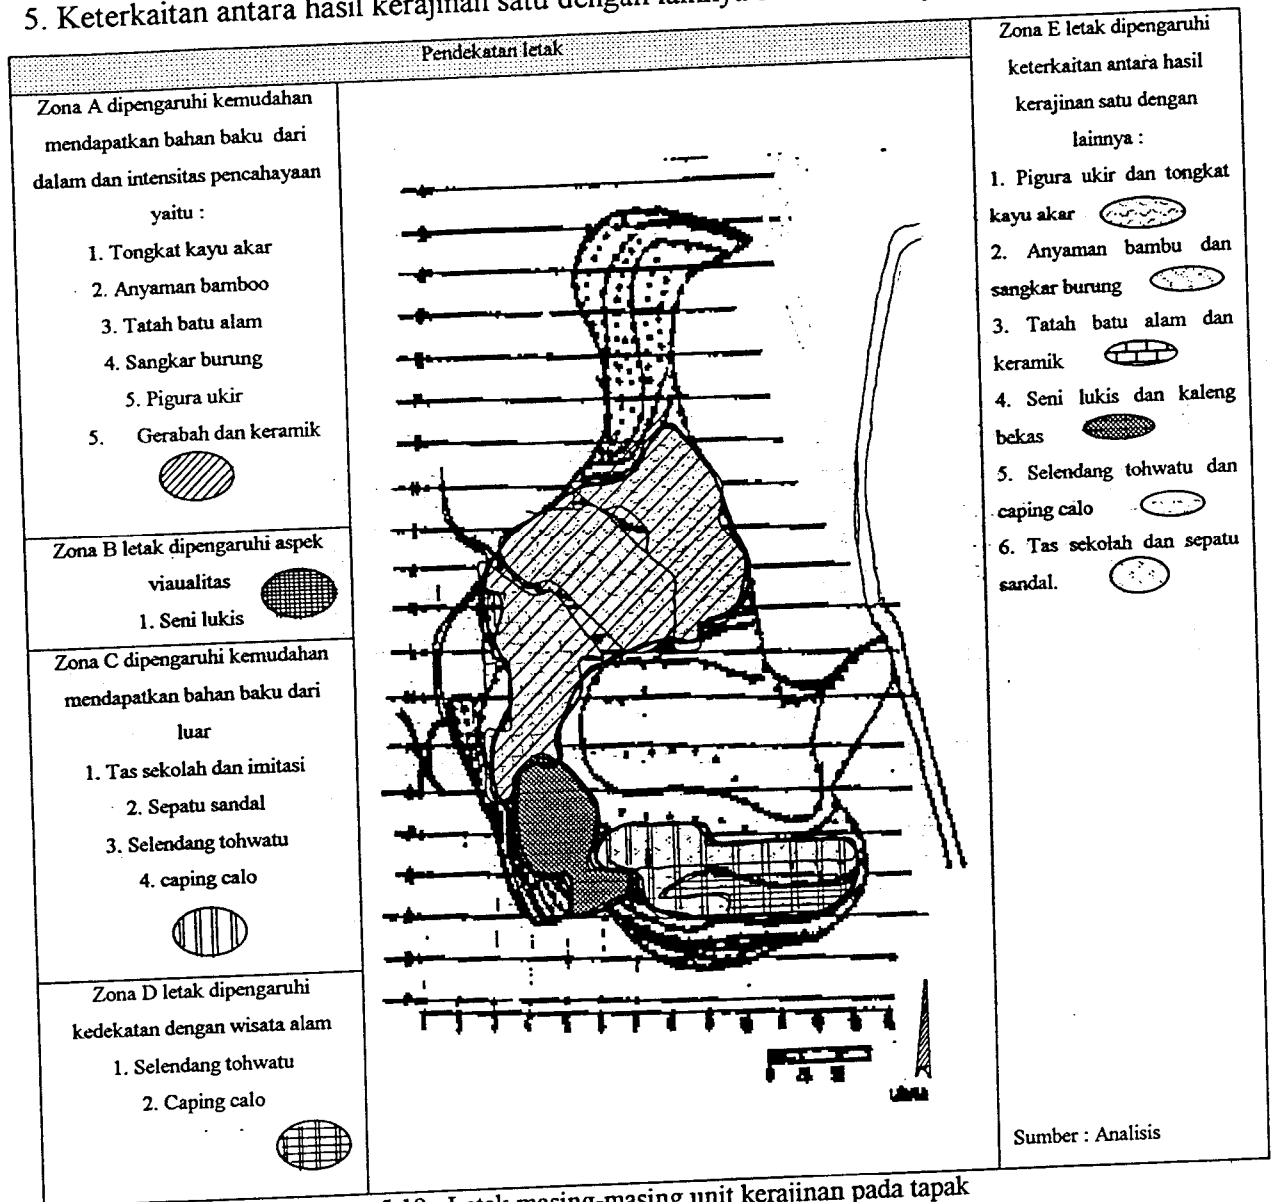 5. Keterkaitan antara hasil kerajinan satu dengan lainnya
Pendekatan letak
Zona A dipengaruhi kemudahan
mendapatkan bahan baku dari
dalam dan intensitas pencahayaan
yaitu :
1. Tongkat kayu akar
2. Anyaman bamboo
3. Tatah batu alam
4. Sangkar burung
5. Pigura ukir
5. Gerabah dan keramik
Zona B letak dipengaruhi aspek
viaualitas
1. Seni lukis
Zona C dipengaruhi kemudahan
mendapatkan bahan baku dari
luar
1. Tas sekolah dan imitasi
2. Sepatu sandal
3. Selendang tohwatu
4. caping calo
Zona D letak dipengaruhi
kedekatan dengan wisata alam
1. Selendang tohwatu
2. Caping calo
Zona E letak dipengaruhi
keterkaitan antara hasil
kerajinan satu dengan
lainnya :
1. Pigura ukir dan tongkat
kayu akar
2. Anyaman bambu dan
sangkar burung
3. Tatah batu alam dan
keramik
4. Seni lukis dan kaleng
bekas
5. Selendang tohwatu dan
caping calo
6. Tas sekolah dan sepatu
sandal.
Sumber : Analisis
Letak masing-masing unit kerajinan pada tapak